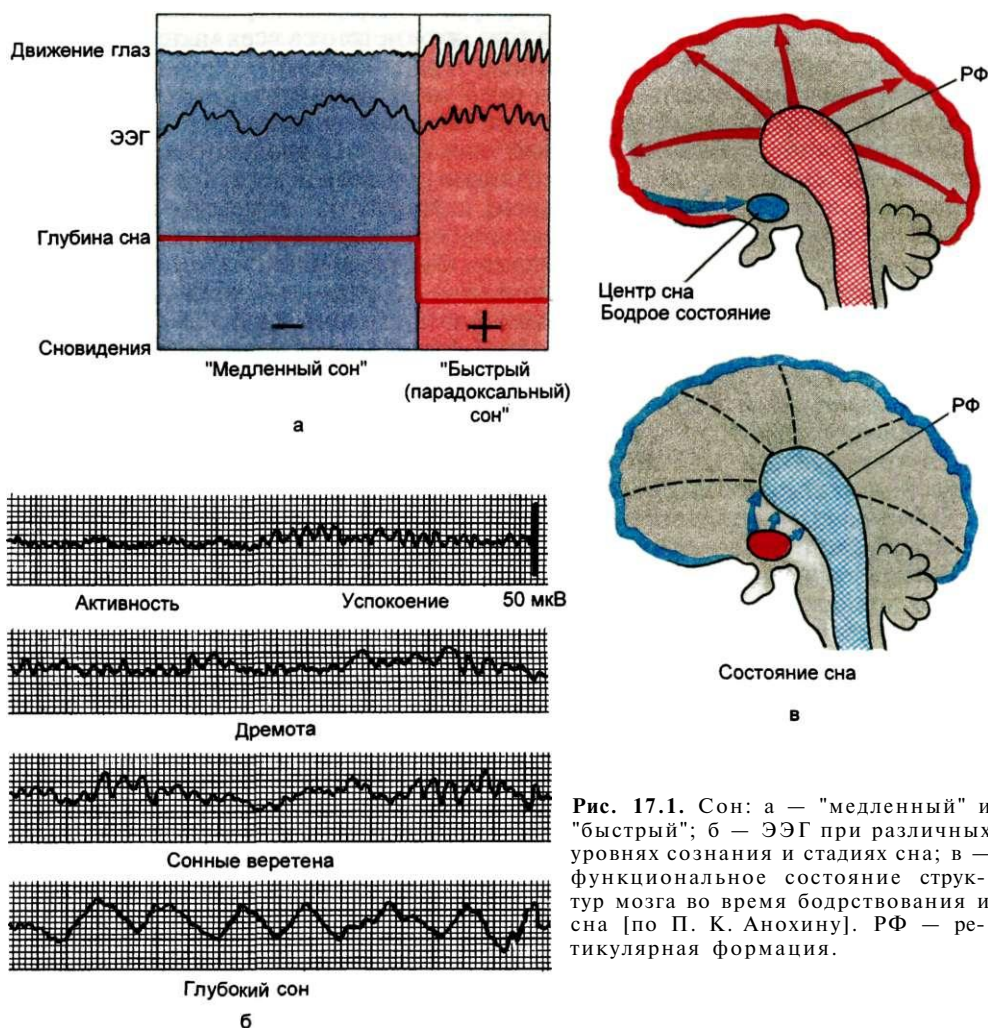 Движение глаз
ЭЭГ
Глубина сна
Сновидения
−
+
"Медленный сон"
"Быстрый
(парадоксальный)
сон"
а
РФ
Центр сна
Бодрое состояние
РФ
Состояние сна
в
Активность
Успокоение
50 мкВ
Дремота
Сонные веретена
Глубокий сон
б
Рис. 17.1. Сон: а — "медленный" и
"быстрый"; б — ЭЭГ при различных
уровнях сознания и стадиях сна; в —
функциональное состояние струк-
тур мозга во время бодрствования и
сна [по П. К. Анохину]. РФ — ре-
тикулярная формация.